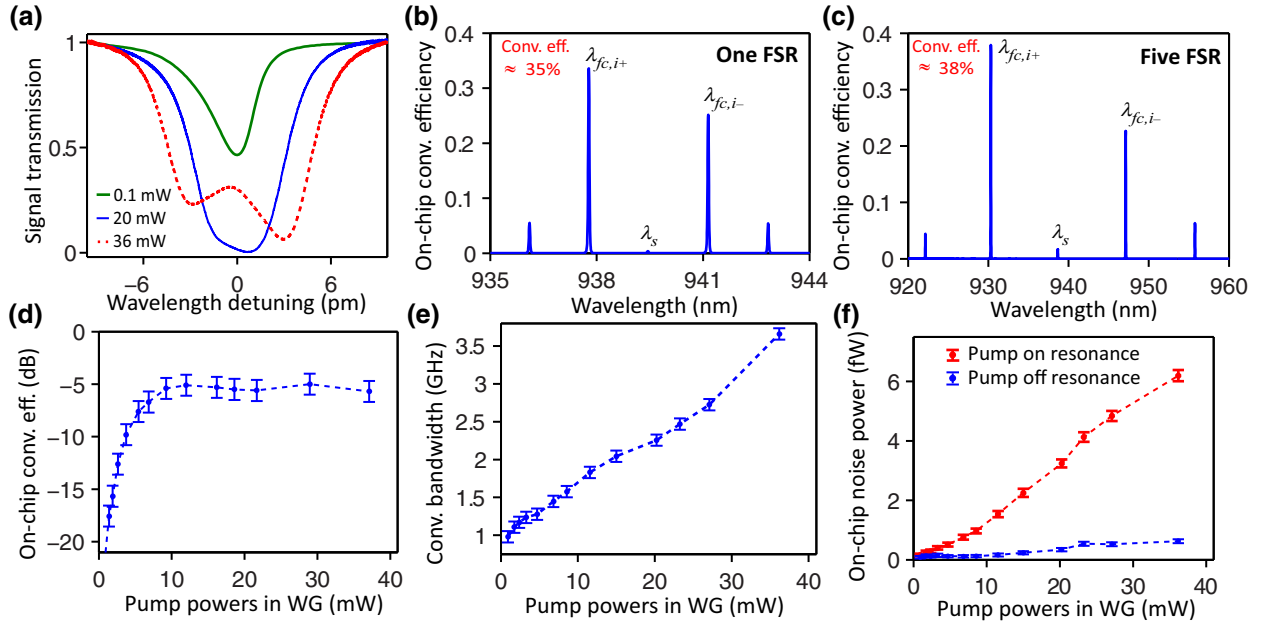 (a)
Signal transmission
1
0.5
0
0.1 mW
20 mW
36 mW
−6
0
6
Wavelength detuning (pm)
(b)
On-chip conv. efficiency
0.4
0.3
0.2
0.1
0
Conv. eff.
≈ 35%
One FSR
λfc,i+
λfc,i−
λs
935
938
941
944
Wavelength (nm)
(c)
On-chip conv. efficiency
0.4
0.3
0.2
0.1
0
Conv. eff.
≈ 38%
Five FSR
λfc,i+
λfc,i−
λs
920
930
940
950
960
Wavelength (nm)
(d)
On-chip conv. eff. (dB)
0
−5
−10
−15
−20
0
10
20
30
40
Pump powers in WG (mW)
(e)
Conv. bandwidth (GHz)
3.5
3
2.5
2
1.5
1
0
10
20
30
40
Pump powers in WG (mW)
(f)
On-chip noise power (fW)
6
4
2
0
Pump on resonance
Pump off resonance
0
10
20
30
40
Pump powers in WG (mW)